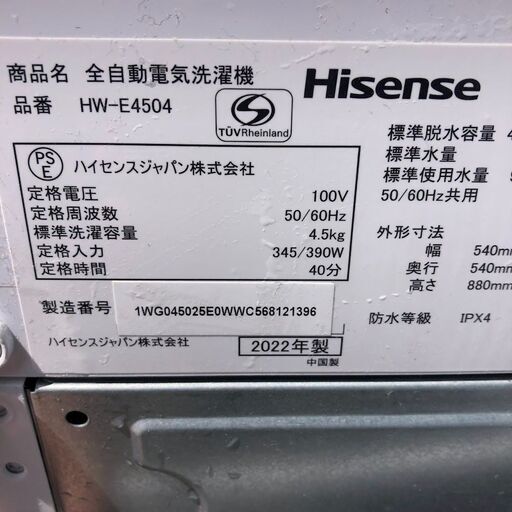 商品名 全自動電気洗濯機
品番 HW-E4504
S
TÜVRheinland
Hisense
PS
E
ハイセンスジャパン株式会社
定格電圧 100V
定格周波数 50/60Hz
標準洗濯容量 4.5kg
定格入力 345/390W
定格時間 40分
標準脱水容量 4
標準水量
標準使用水量
50/60Hz共用
外形寸法
幅 540mm
奥行 540mm
高さ 880mm
製造番号 1WG045025E0WWC568121396
防水等級 IPX4
ハイセンスジャパン株式会社
2022年製
中国製